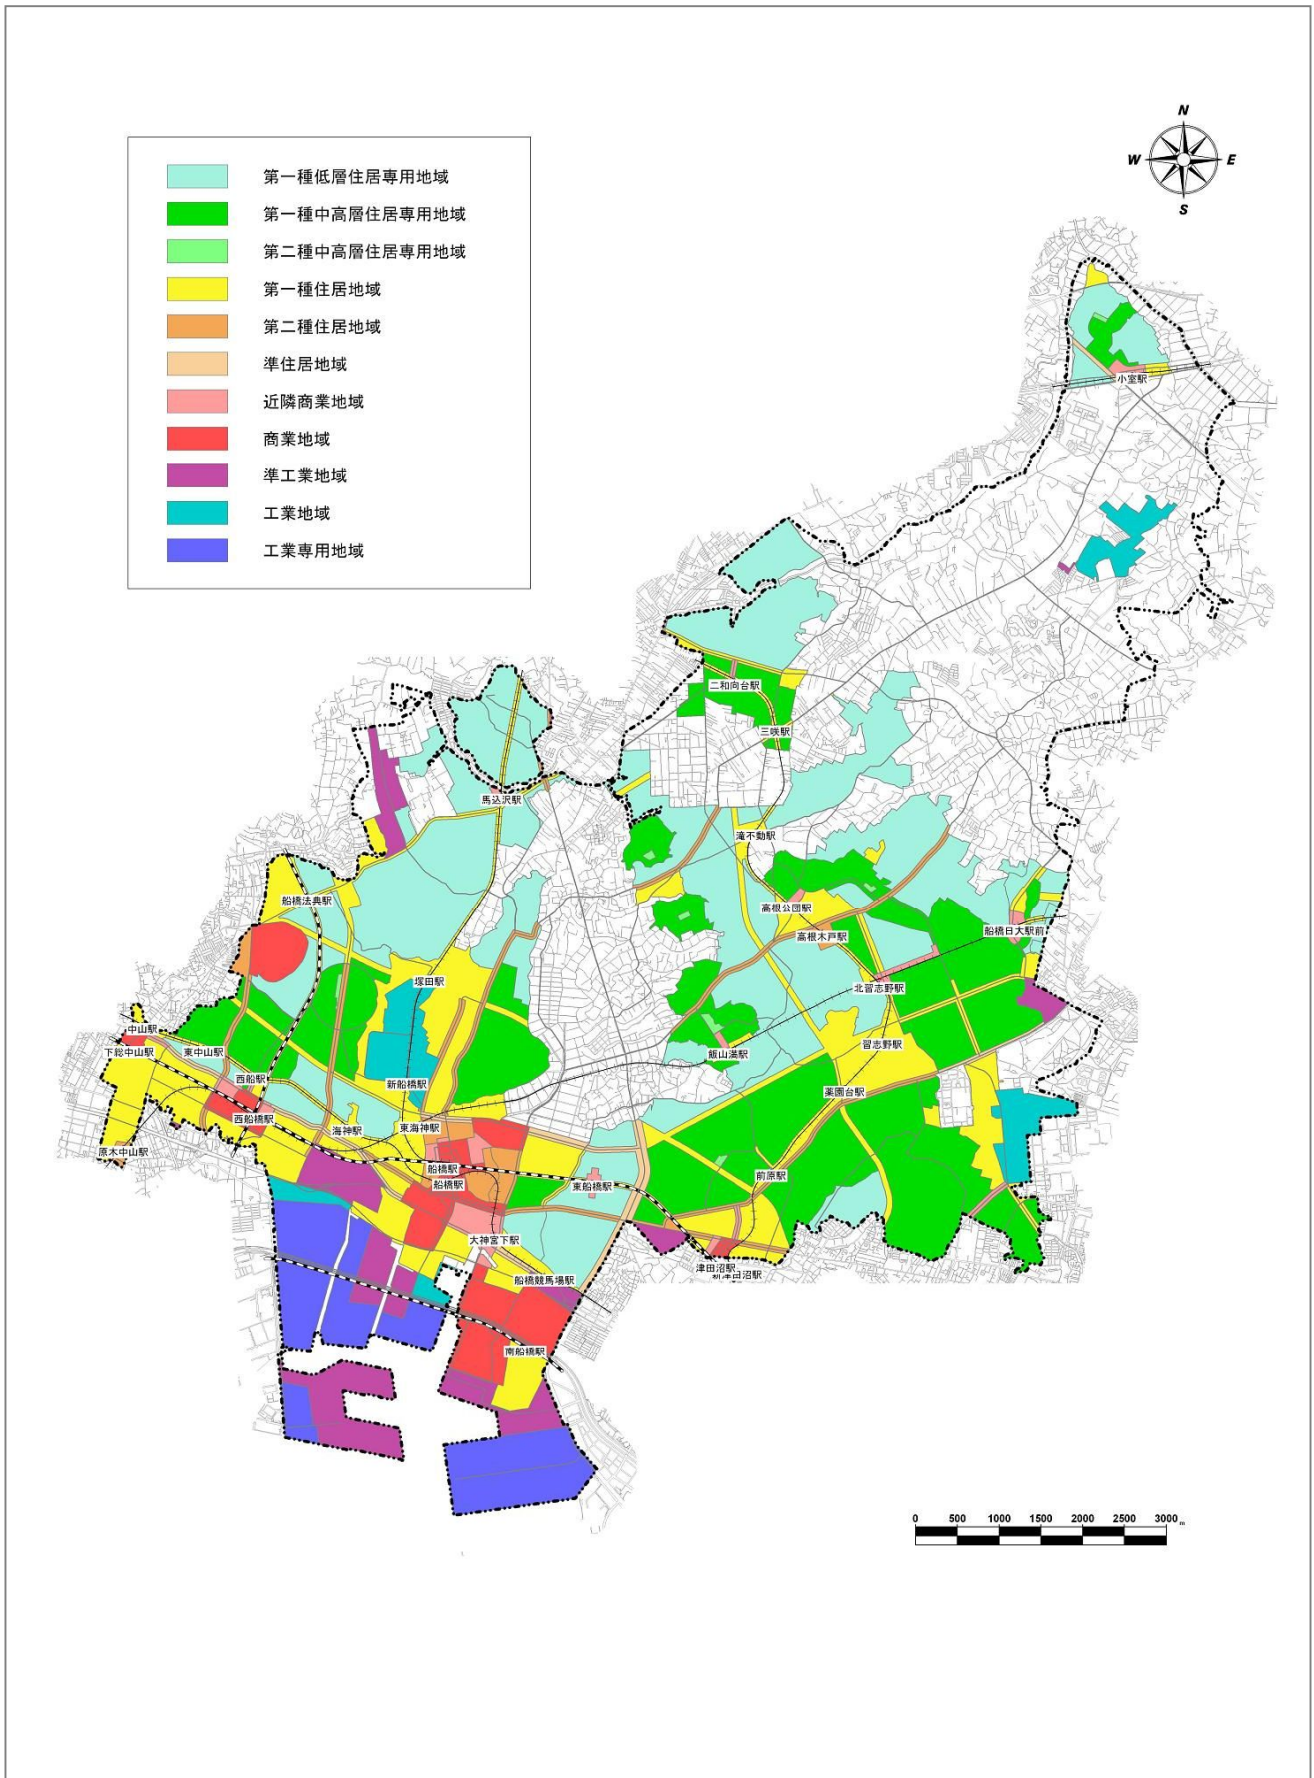 N
W
E
S
第一種低層住居専用地域
第一種中高層住居専用地域
第二種中高層住居専用地域
第一種住居地域
第二種住居地域
準住居地域
近隣商業地域
商業地域
準工業地域
工業地域
工業専用地域
小室駅
二和向台駅
三咲駅
馬込沢駅
滝不動駅
船橋法典駅
高根公団駅
船橋日大駅前
高根木戸駅
塚田駅
北習志野駅
中山駅
下総中山駅
東中山駅
習志野駅
飯山満駅
西船駅
新船橋駅
薬園台駅
西船橋駅
海神駅
東海神駅
原木中山駅
船橋駅
船橋駅
東船橋駅
前原駅
大神宮下駅
津田沼駅
新津田沼駅
船橋競馬場駅
南船橋駅
0 500 1000 1500 2000 2500 3000 m